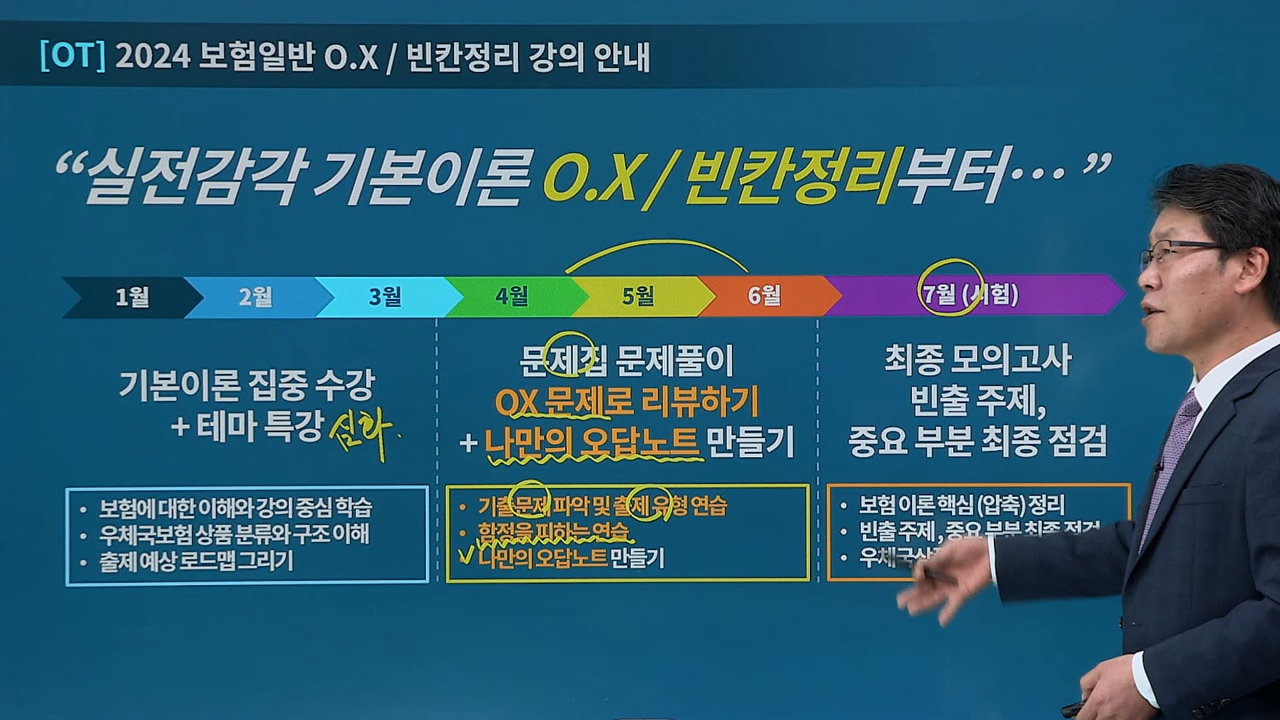 [OT] 2024 보험일반 O.X / 빈칸정리 강의 안내
“실전감각 기본이론 O.X / 빈칸정리부터… ”
1월 2월 3월 4월 5월 6월 7월 (시험)
기본이론 집중 수강
+ 테마 특강 심화.
• 보험에 대한 이해와 강의 중심 학습
• 우체국보험 상품 분류와 구조 이해
• 출제 예상 로드맵 그리기
문제집 문제풀이
OX 문제로 리뷰하기
+ 나만의 오답노트 만들기
• 기출문제 파악 및 출제 유형 연습
• 함정을 피하는 연습
• 나만의 오답노트 만들기
최종 모의고사
빈출 주제,
중요 부분 최종 점검
• 보험 이론 핵심 (압축) 정리
• 빈출 주제, 중요 부분 최종 점검